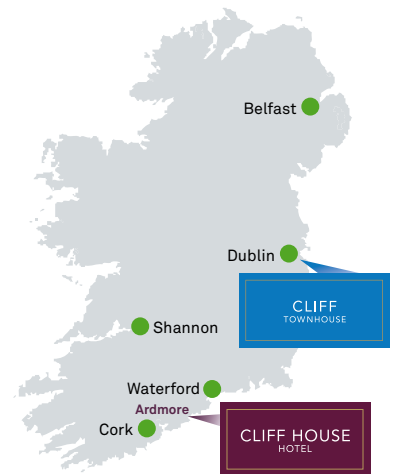 Belfast
Dublin
CLIFF
TOWNHOUSE
Shannon
Waterford
Ardmore
Cork
CLIFF HOUSE
HOTEL